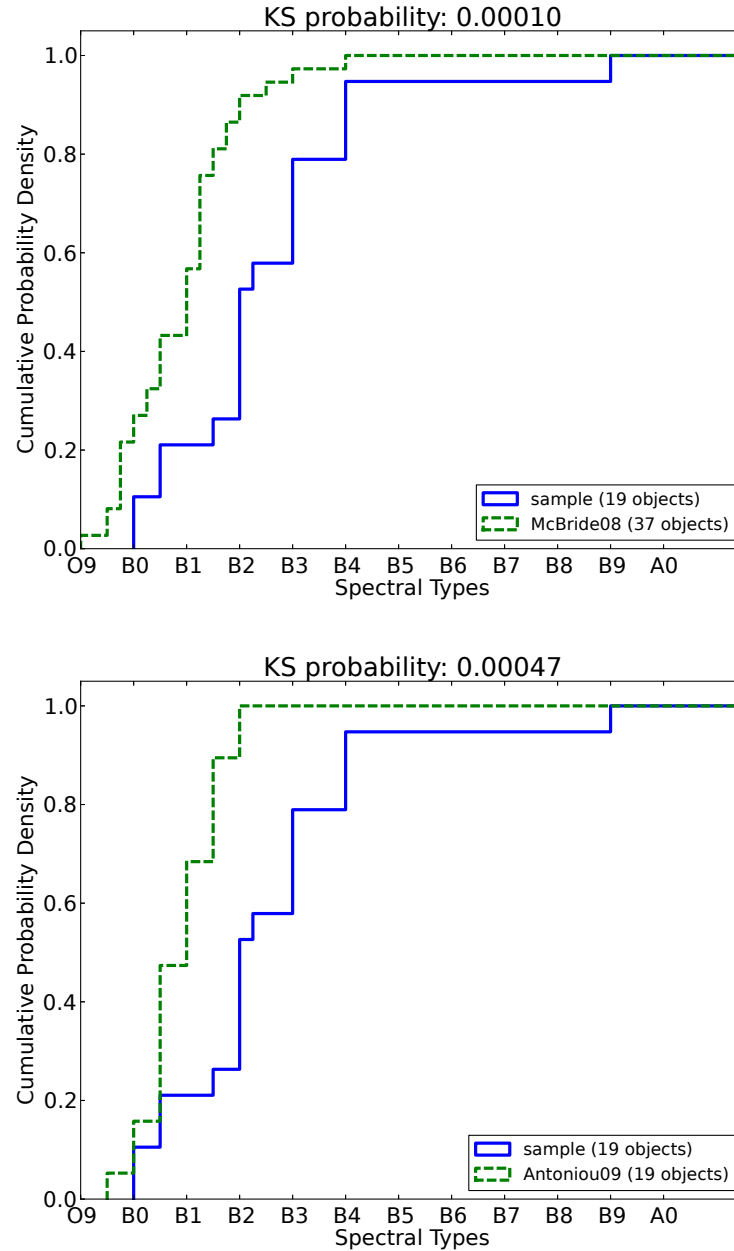 KS probability: 0.00010
1.0
0.8
0.6
0.4
0.2
0.0
Cumulative Probability Density
sample (19 objects)
McBride08 (37 objects)
O9 B0 B1 B2 B3 B4 B5 B6 B7 B8 B9 A0
Spectral Types
KS probability: 0.00047
1.0
0.8
0.6
0.4
0.2
0.0
Cumulative Probability Density
sample (19 objects)
Antoniou09 (19 objects)
O9 B0 B1 B2 B3 B4 B5 B6 B7 B8 B9 A0
Spectral Types